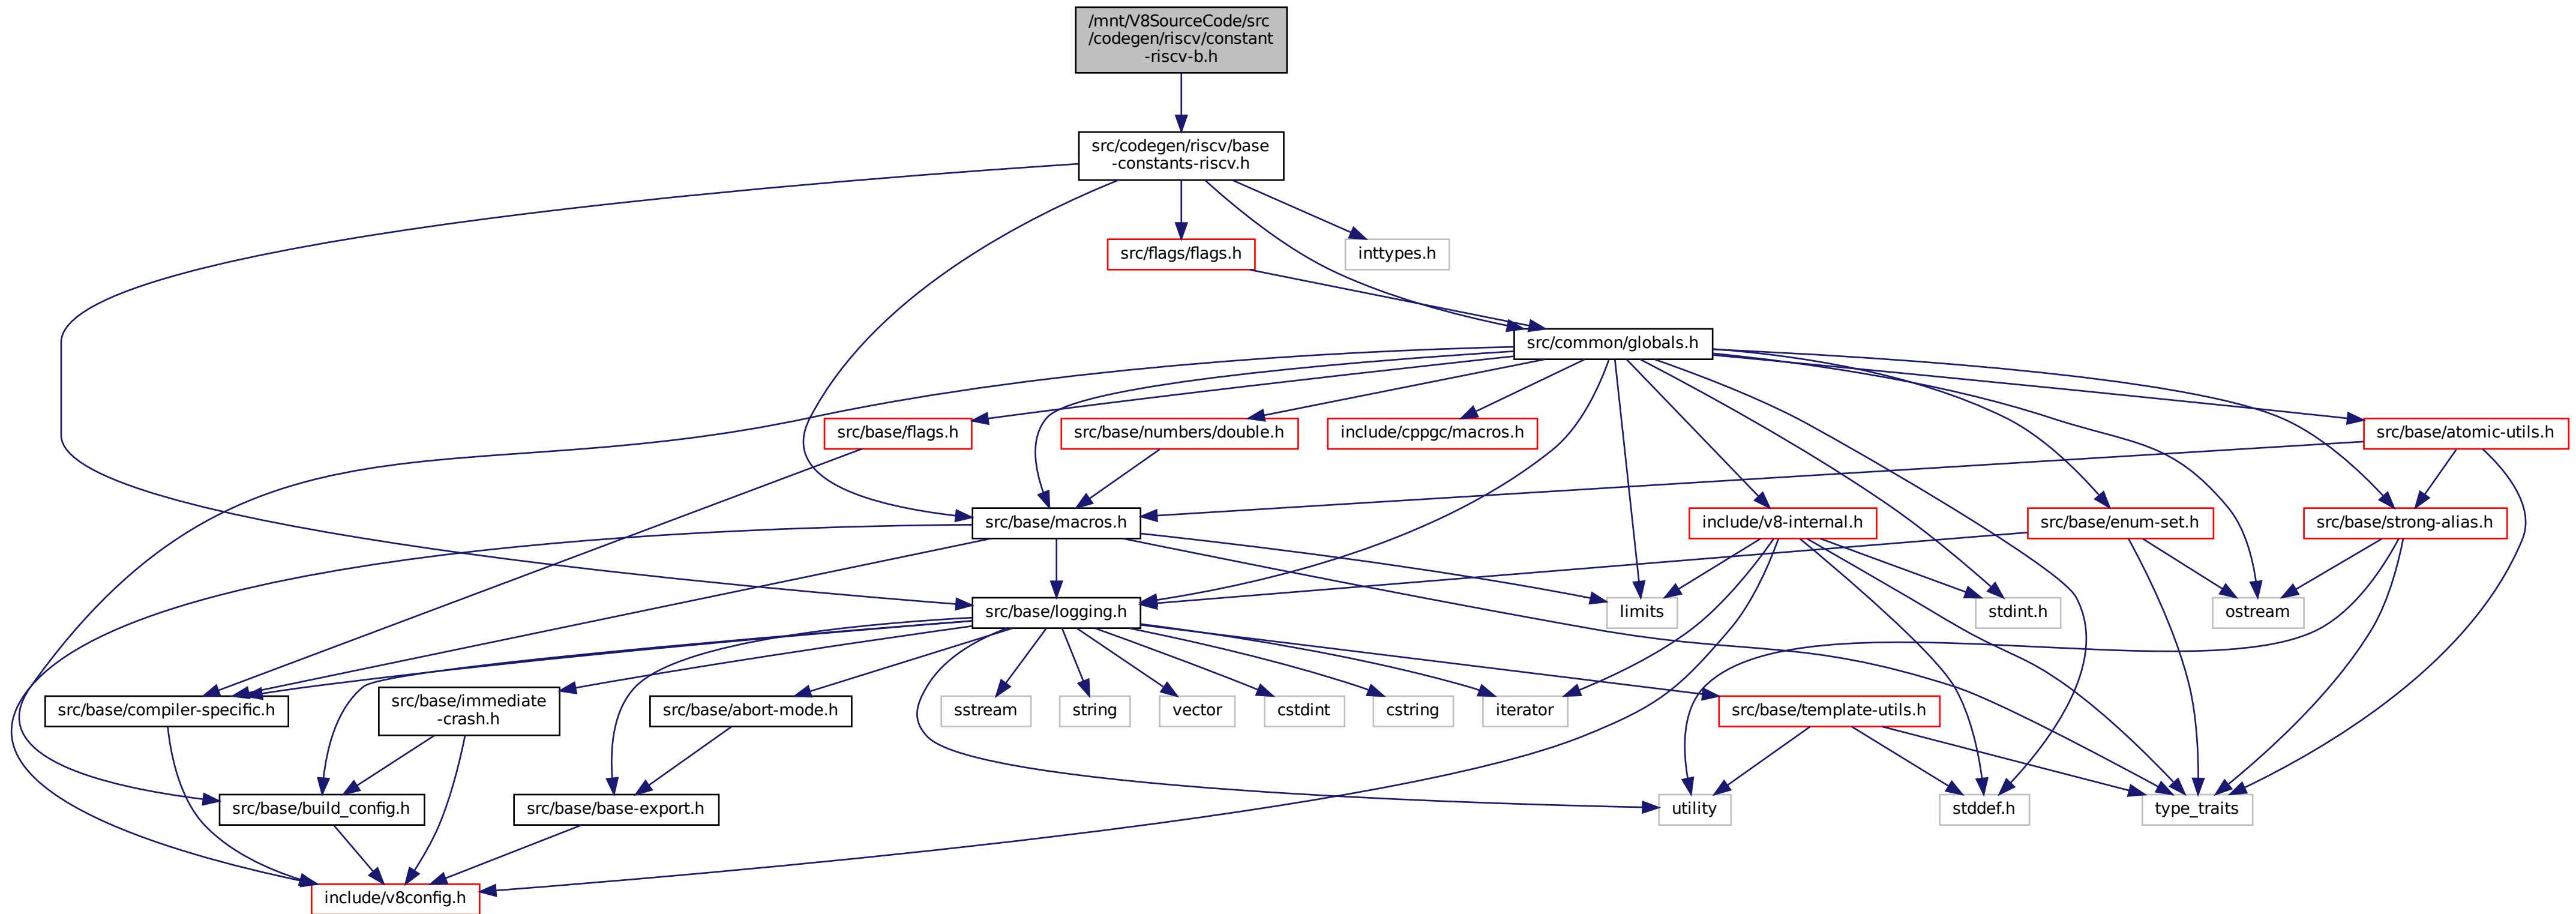 /mnt/V8SourceCode/src
/codegen/riscv/constant
-riscv-b.h
src/codegen/riscv/base
-constants-riscv.h
src/flags/flags.h
inttypes.h
src/common/globals.h
src/base/flags.h
src/base/numbers/double.h
include/cppgc/macros.h
src/base/atomic-utils.h
src/base/macros.h
include/v8-internal.h
src/base/enum-set.h
src/base/strong-alias.h
src/base/logging.h
limits
stdint.h
ostream
src/base/compiler-specific.h
src/base/immediate
-crash.h
src/base/abort-mode.h
sstream
string
vector
cstdint
cstring
iterator
src/base/template-utils.h
src/base/build_config.h
src/base/base-export.h
utility
stddef.h
type_traits
include/v8config.h